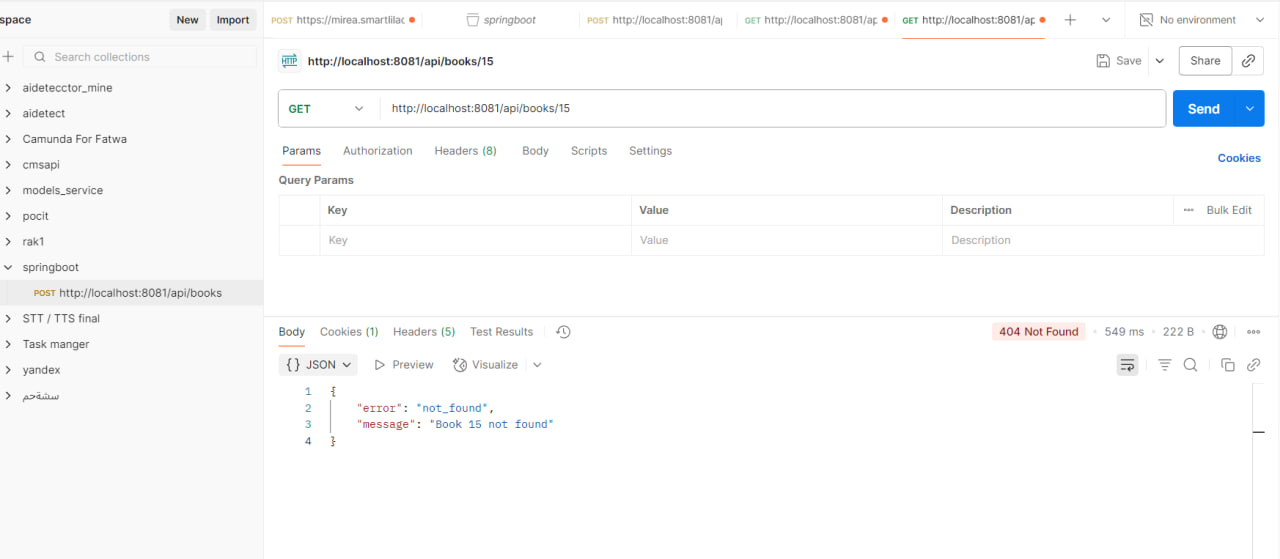 space
New
Import
POST https://mirea.smartlilac
springboot
POST http://localhost:8081/ap
GET http://localhost:8081/ap
GET http://localhost:8081/ap
No environment
Search collections
aidetecctor_mine
aidetect
Camunda For Fatwa
cmsapi
models_service
pocit
rak1
springboot
POST http://localhost:8081/api/books
STT / TTS final
Task manger
yandex
سشةحم
HTTP http://localhost:8081/api/books/15
Save
Share
GET
http://localhost:8081/api/books/15
Send
Params Authorization Headers (8) Body Scripts Settings
Cookies
Query Params
Key Value Description Bulk Edit
Key Value Description
Body Cookies (1) Headers (5) Test Results
404 Not Found • 549 ms • 222 B
{} JSON Preview Visualize
1 {
2 "error": "not_found",
3 "message": "Book 15 not found"
4 }